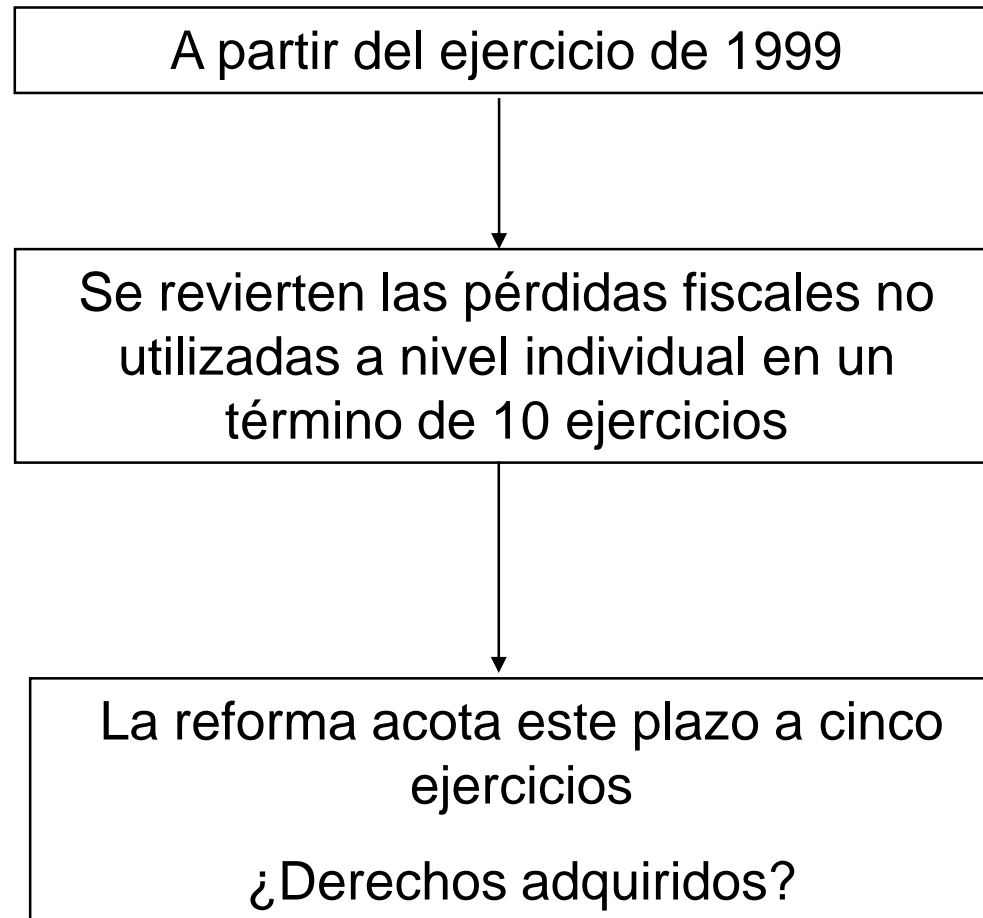 A partir del ejercicio de 1999
Se revierten las pérdidas fiscales no
utilizadas a nivel individual en un
término de 10 ejercicios
La reforma acota este plazo a cinco
ejercicios
¿Derechos adquiridos?